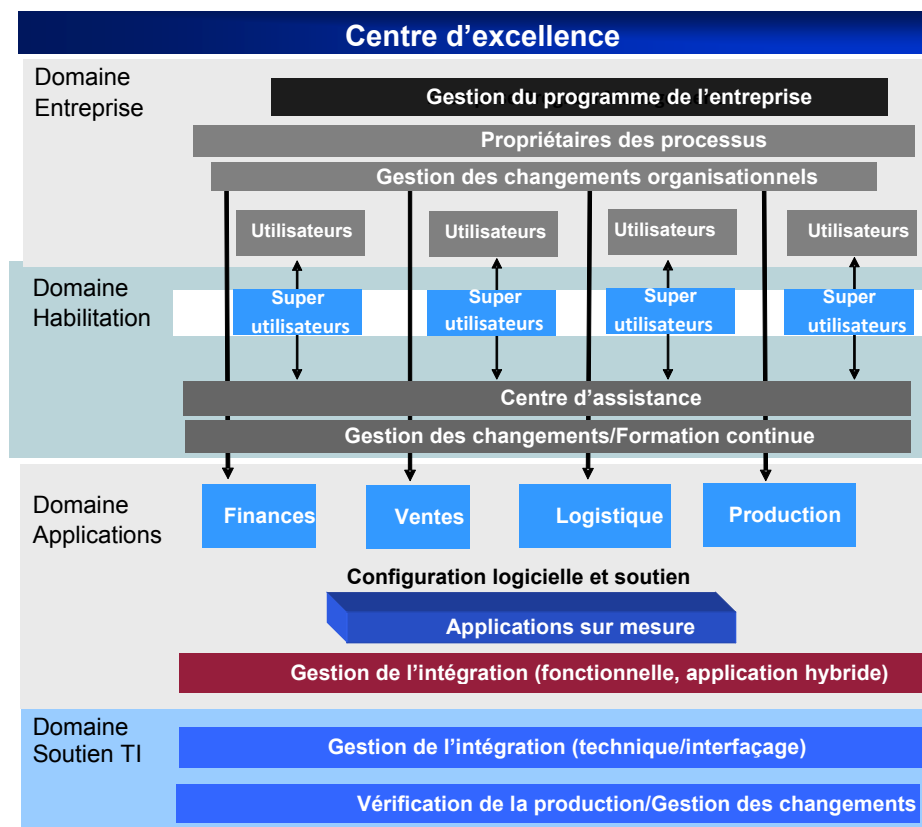 Centre d’excellence
Domaine
Entreprise
Gestion du programme de l’entreprise
Propriétaires des processus
Gestion des changements organisationnels
Utilisateurs
Utilisateurs
Utilisateurs
Utilisateurs
Domaine
Habilitation
Super
utilisateurs
Super
utilisateurs
Super
utilisateurs
Super
utilisateurs
Centre d’assistance
Gestion des changements/Formation continue
Domaine
Applications
Finances
Ventes
Logistique
Production
Configuration logicielle et soutien
Applications sur mesure
Gestion de l’intégration (fonctionnelle, application hybride)
Domaine
Soutien TI
Gestion de l’intégration (technique/interfaçage)
Vérification de la production/Gestion des changements